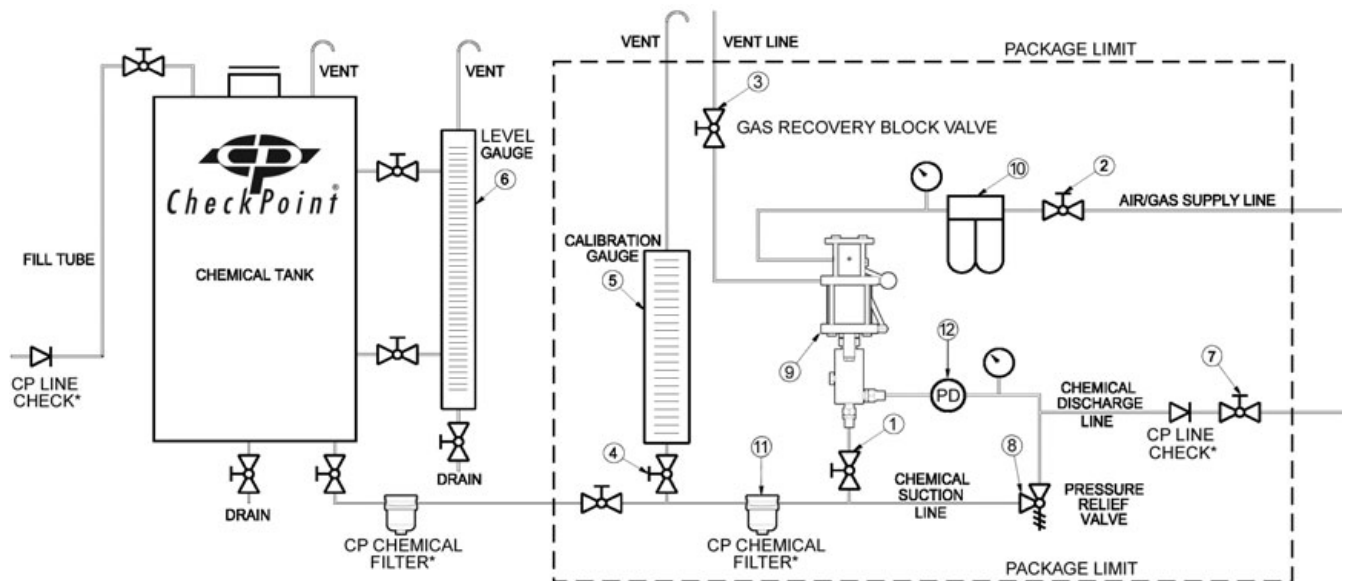 VENT
VENT
VENT
VENT LINE
PACKAGE LIMIT
3
GAS RECOVERY BLOCK VALVE
CP
CheckPoint®
CHEMICAL TANK
FILL TUBE
CP LINE
CHECK*
LEVEL
GAUGE
6
CALIBRATION
GAUGE
5
10
2
AIR/GAS SUPPLY LINE
9
12
PD
CHEMICAL
DISCHARGE
LINE
7
CP LINE
CHECK*
1
4
11
8
CHEMICAL
SUCTION
LINE
PRESSURE
RELIEF
VALVE
DRAIN
DRAIN
CP CHEMICAL
FILTER*
CP CHEMICAL
FILTER*
PACKAGE LIMIT